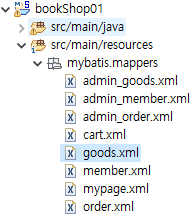 bookShop01
src/main/java
src/main/resources
mybatis.mappers
admin_goods.xml
admin_member.xml
admin_order.xml
cart.xml
goods.xml
member.xml
mypage.xml
order.xml